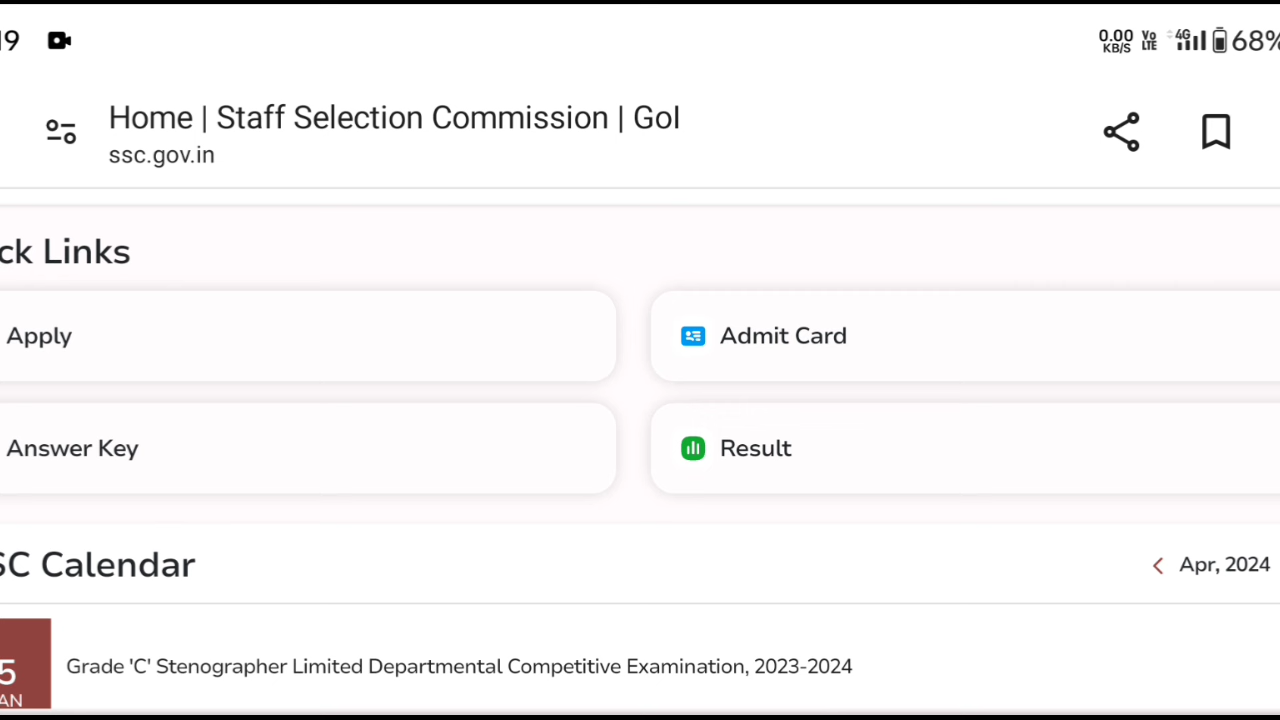 19
0.00 KB/S Vo LTE 4G 68%
Home | Staff Selection Commission | GoI
ssc.gov.in
ck Links
Apply
Admit Card
Answer Key
Result
SC Calendar
Apr, 2024
5
AN
Grade 'C' Stenographer Limited Departmental Competitive Examination, 2023-2024